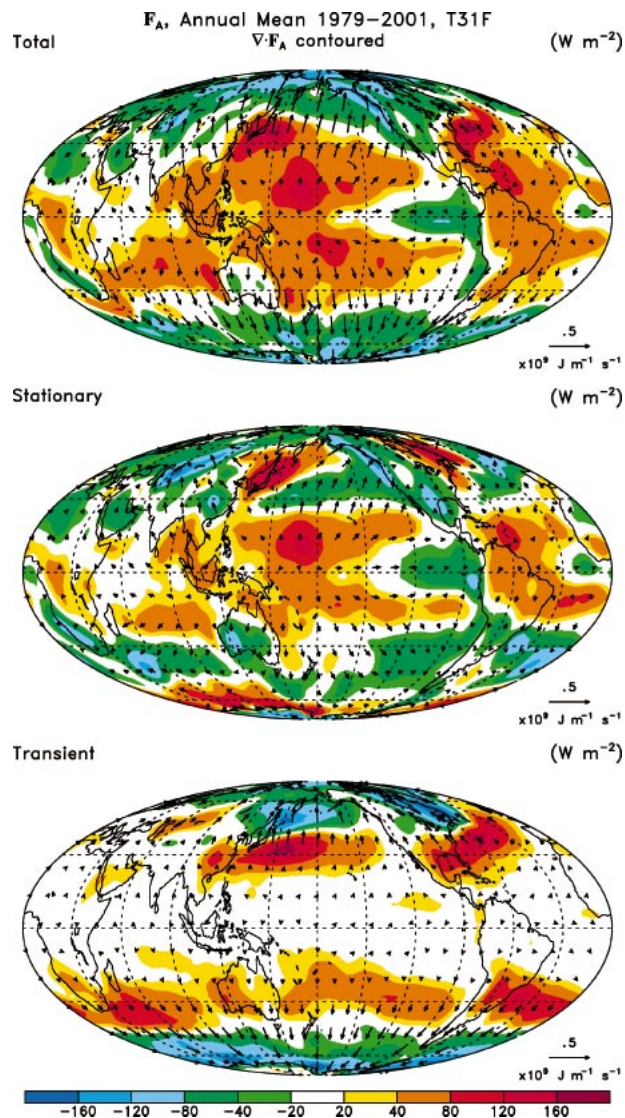 F_A, Annual Mean 1979–2001, T31F
Total ∇·F_A contoured (W m⁻²)
.5
x10⁹ J m⁻¹ s⁻¹
Stationary (W m⁻²)
.5
x10⁹ J m⁻¹ s⁻¹
Transient (W m⁻²)
.5
x10⁹ J m⁻¹ s⁻¹
−160 −120 −80 −40 −20 20 40 80 120 160